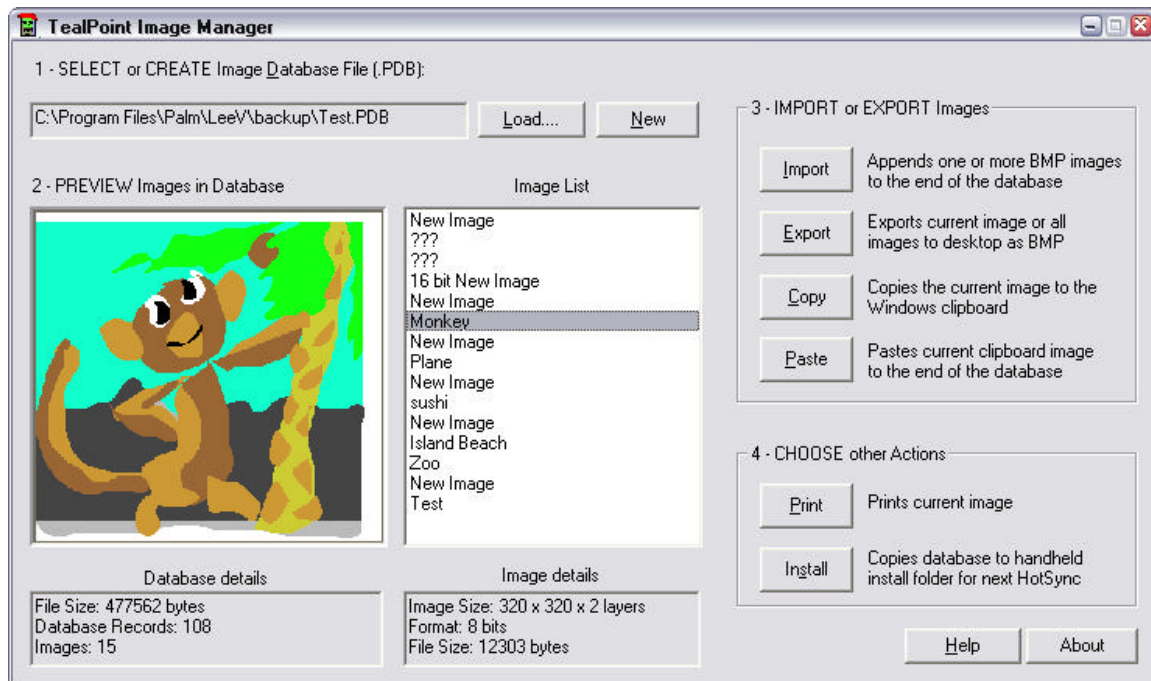 TealPoint Image Manager
1 - SELECT or CREATE Image Database File (.PDB):
C:\Program Files\Palm\LeeV\backup\Test.PDB
Load....
New
2 - PREVIEW Images in Database
Image List
New Image
???
???
16 bit New Image
New Image
Monkey
New Image
Plane
New Image
sushi
New Image
Island Beach
Zoo
New Image
Test
Database details
File Size: 477562 bytes
Database Records: 108
Images: 15
Image details
Image Size: 320 x 320 x 2 layers
Format: 8 bits
File Size: 12303 bytes
3 - IMPORT or EXPORT Images
Import
Appends one or more BMP images
to the end of the database
Export
Exports current image or all
images to desktop as BMP
Copy
Copies the current image to the
Windows clipboard
Paste
Pastes current clipboard image
to the end of the database
4 - CHOOSE other Actions
Print
Prints current image
Install
Copies database to handheld
install folder for next HotSync
Help
About